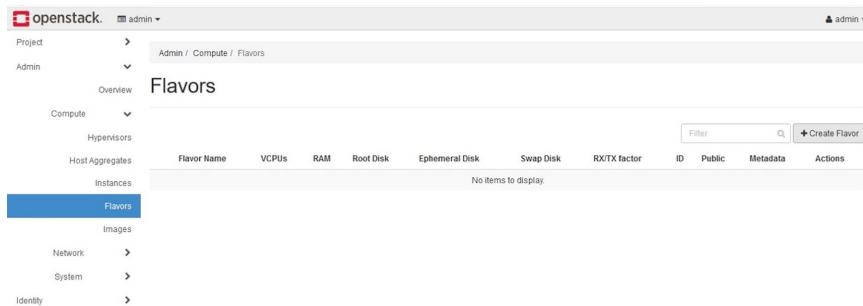 openstack. admin
admin
Project
Admin
Overview
Compute
Hypervisors
Host Aggregates
Instances
Flavors
Images
Network
System
Identity
Admin / Compute / Flavors
Flavors
Filter
+ Create Flavor
Flavor Name VCPUs RAM Root Disk Ephemeral Disk Swap Disk RX/TX factor ID Public Metadata Actions
No items to display.